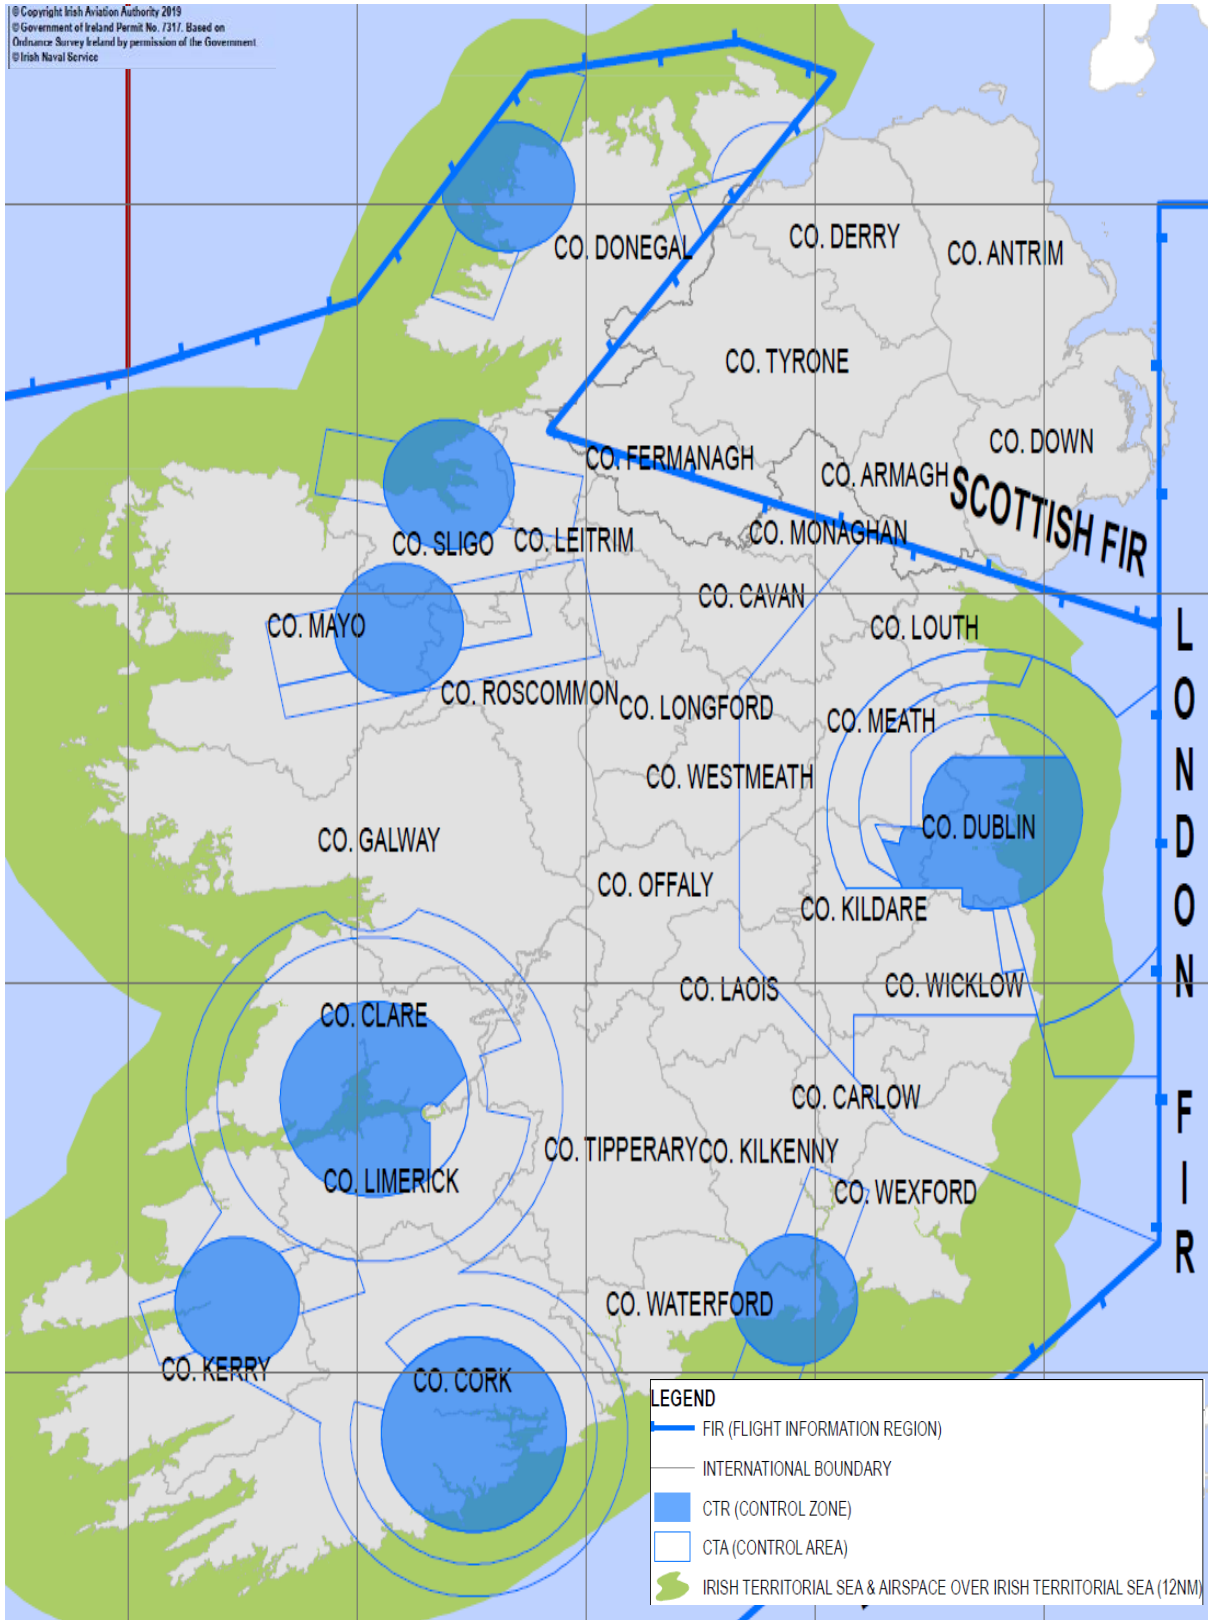 © Copyright Irish Aviation Authority 2019
© Government of Ireland Permit No. 7317. Based on
Ordnance Survey Ireland by permission of the Government.
© Irish Naval Service
CO. DONEGAL
CO. DERRY
CO. ANTRIM
CO. TYRONE
CO. DOWN
CO. FERMANAGH
CO. ARMAGH
SCOTTISH FIR
CO. MONAGHAN
CO. SLIGO
CO. LEITRIM
CO. CAVAN
CO. MAYO
CO. LOUTH
LONDON FIR
CO. ROSCOMMON
CO. LONGFORD
CO. MEATH
CO. WESTMEATH
CO. DUBLIN
CO. GALWAY
CO. OFFALY
CO. KILDARE
CO. LAOIS
CO. WICKLOW
CO. CLARE
CO. CARLOW
CO. TIPPERARY
CO. KILKENNY
CO. LIMERICK
CO. WEXFORD
CO. WATERFORD
CO. KERRY
CO. CORK
LEGEND
FIR (FLIGHT INFORMATION REGION)
INTERNATIONAL BOUNDARY
CTR (CONTROL ZONE)
CTA (CONTROL AREA)
IRISH TERRITORIAL SEA & AIRSPACE OVER IRISH TERRITORIAL SEA (12NM)